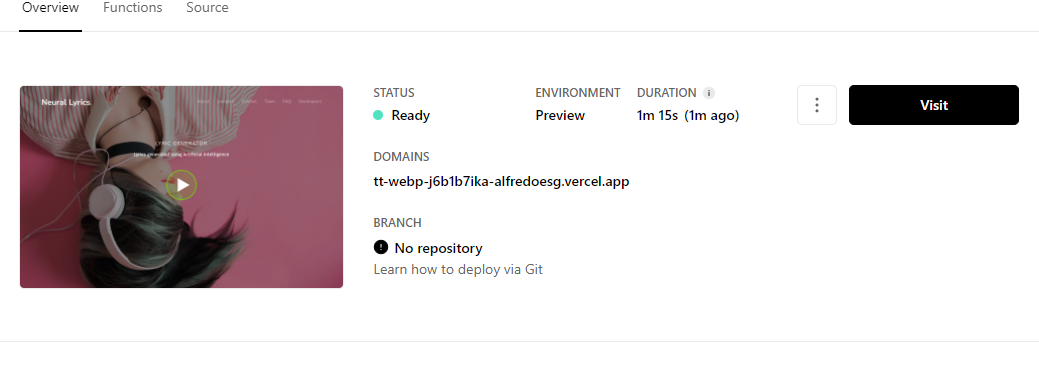 Overview Functions Source
Neural Lyrics.
LYRIC GENERATOR
Lyrics generated using artificial intelligence
STATUS ENVIRONMENT DURATION
Ready Preview 1m 15s (1m ago)
Visit
DOMAINS
tt-webp-j6b1b7ika-alfredoesg.vercel.app
BRANCH
No repository
Learn how to deploy via Git